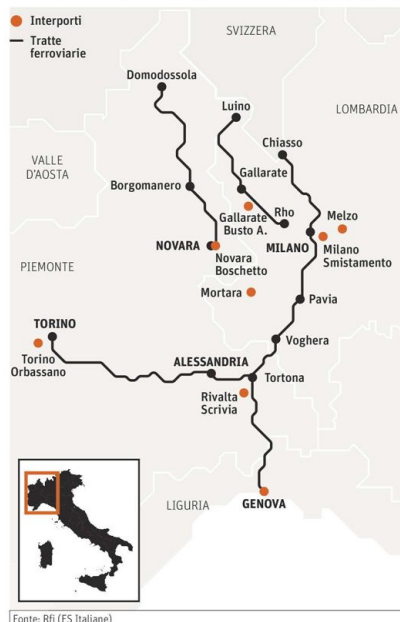 Interporti
Tratte
ferroviarie
SVIZZERA
Domodossola
Luino
LOMBARDIA
Chiasso
VALLE
D'AOSTA
Gallarate
Borgomanero
Gallarate
Busto A.
Rho
Melzo
NOVARA
MILANO
Novara
Boschetto
Milano
Smistamento
PIEMONTE
Mortara
Pavia
TORINO
Voghera
Torino
Orbassano
ALESSANDRIA
Tortona
Rivalta
Scrivia
LIGURIA
GENOVA
Fonte: Rfi (FS Italiane)